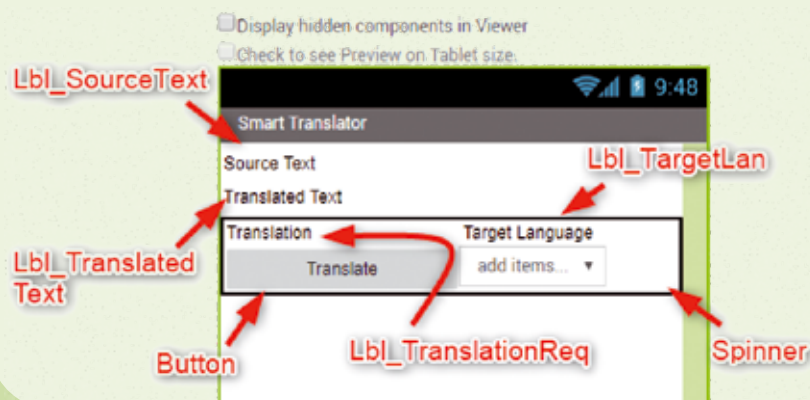 Display hidden components in Viewer
Check to see Preview on Tablet size.
Lbl_SourceText
9:48
Smart Translator
Source Text
Lbl_TargetLan
Translated Text
Translation
Target Language
Lbl_Translated
Text
Translate
add items...
Button
Lbl_TranslationReq
Spinner